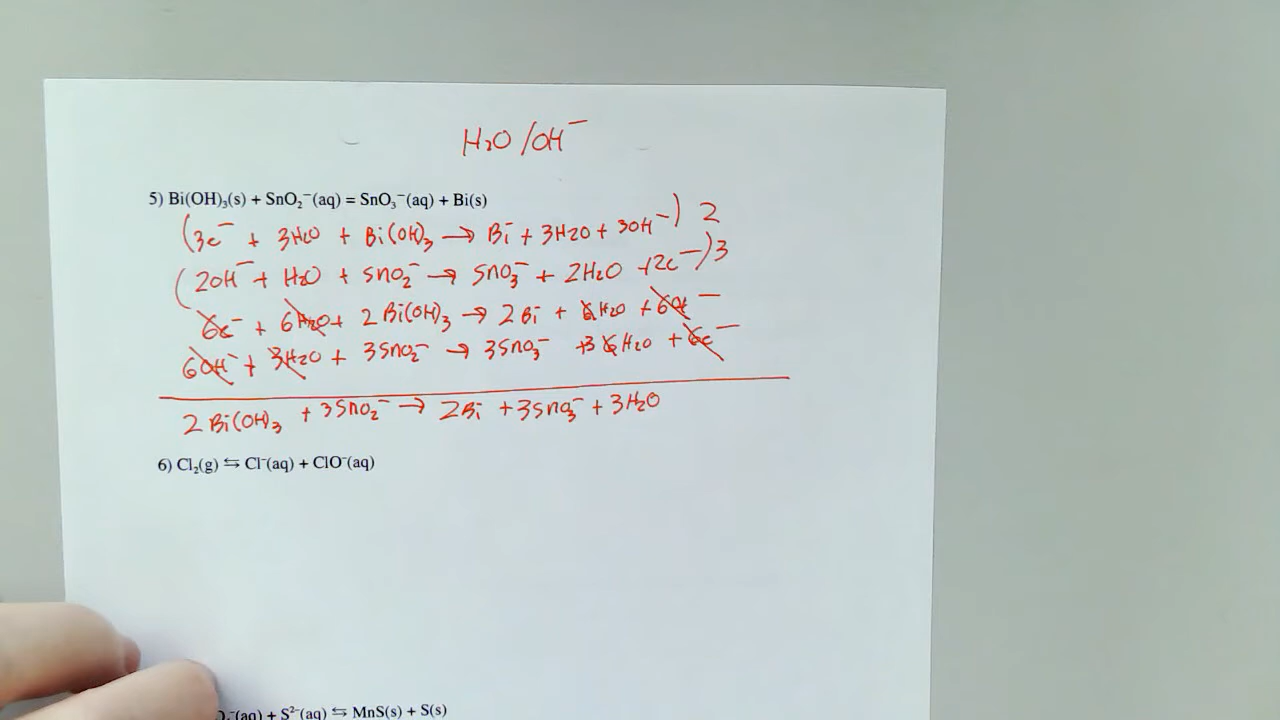 H₂O /OH⁻
5) Bi(OH)₃(s) + SnO₂⁻(aq) = SnO₃⁻(aq) + Bi(s)
(3e⁻ + 3H₂O + Bi(OH)₃ → Bi + 3H₂O + 3OH⁻) 2
(2OH⁻ + H₂O + SnO₂⁻ → SnO₃⁻ + 2H₂O + 2e⁻) 3
6e⁻ + 6H₂O + 2Bi(OH)₃ → 2Bi + 6H₂O + 6OH⁻
6OH⁻ + 3H₂O + 3SnO₂⁻ → 3SnO₃⁻ + 3 6H₂O + 6e⁻
2Bi(OH)₃ + 3SnO₂⁻ → 2Bi + 3SnO₃⁻ + 3H₂O
6) Cl₂(g) ⇆ Cl⁻(aq) + ClO⁻(aq)
⁻(aq) + S²⁻(aq) ⇆ MnS(s) + S(s)